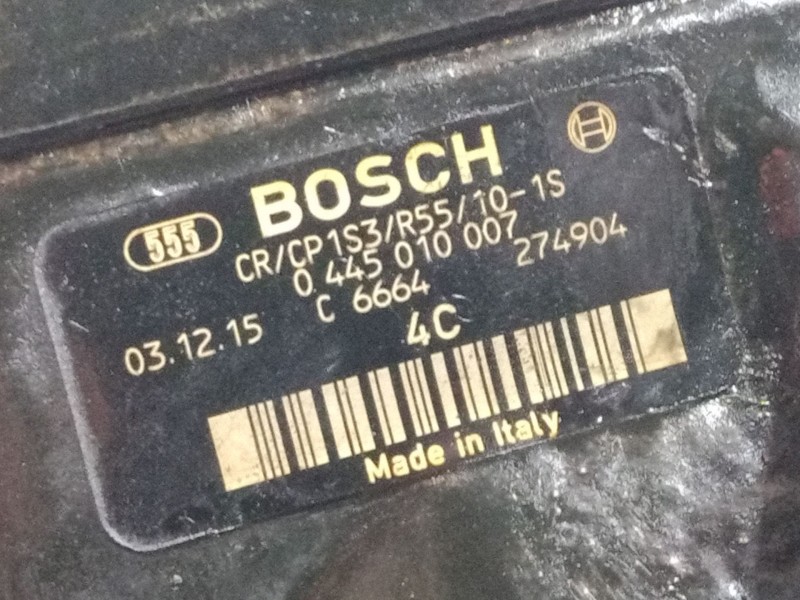 BOSCH
555
CR/CP1S3/R55/10-1S
0 445 010 007
274904
C 6664
03.12.15
4C
Made in Italy